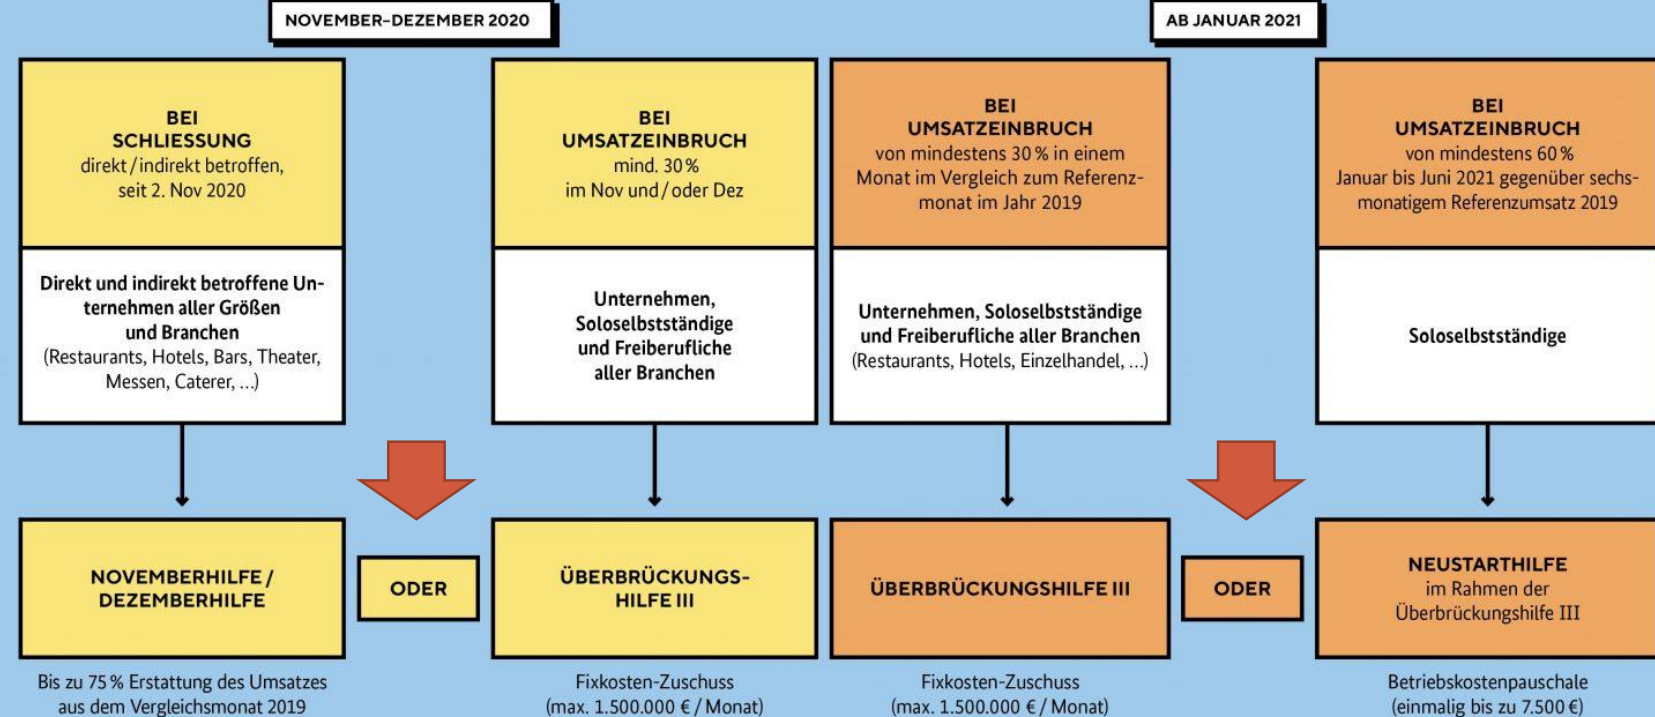 NOVEMBER–DEZEMBER 2020
BEI
SCHLIESSUNG
direkt / indirekt betroffen,
seit 2. Nov 2020
Direkt und indirekt betroffene Un-
ternehmen aller Größen
und Branchen
(Restaurants, Hotels, Bars, Theater,
Messen, Caterer, ...)
NOVEMBERHILFE /
DEZEMBERHILFE
Bis zu 75 % Erstattung des Umsatzes
aus dem Vergleichsmonat 2019
ODER
BEI
UMSATZEINBRUCH
mind. 30 %
im Nov und / oder Dez
Unternehmen,
Soloselbstständige
und Freiberufliche
aller Branchen
ÜBERBRÜCKUNGS-
HILFE III
Fixkosten-Zuschuss
(max. 1.500.000 € / Monat)
AB JANUAR 2021
BEI
UMSATZEINBRUCH
von mindestens 30 % in einem
Monat im Vergleich zum Referenz-
monat im Jahr 2019
Unternehmen, Soloselbstständige
und Freiberufliche aller Branchen
(Restaurants, Hotels, Einzelhandel, ...)
ÜBERBRÜCKUNGSHILFE III
Fixkosten-Zuschuss
(max. 1.500.000 € / Monat)
ODER
BEI
UMSATZEINBRUCH
von mindestens 60 %
Januar bis Juni 2021 gegenüber sechs-
monatigem Referenzumsatz 2019
Soloselbstständige
NEUSTARTHILFE
im Rahmen der
Überbrückungshilfe III
Betriebskostenpauschale
(einmalig bis zu 7.500 €)